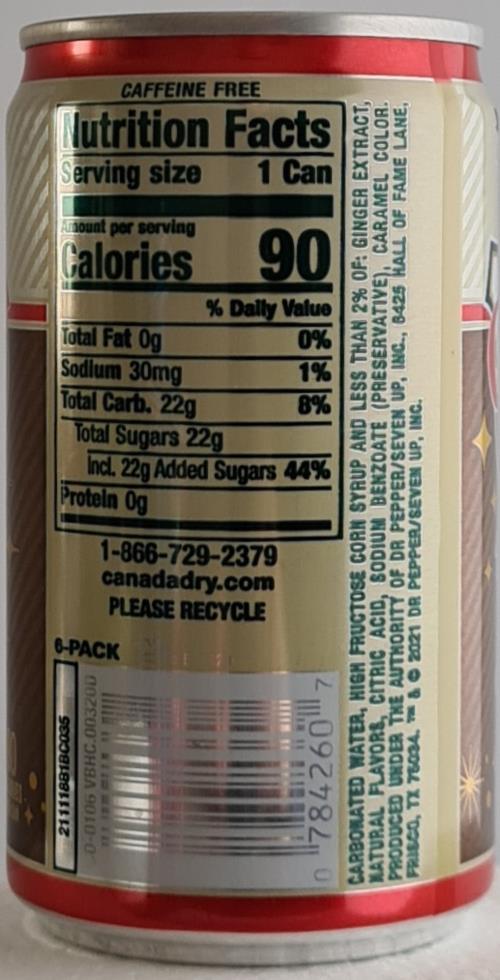 CAFFEINE FREE
Nutrition Facts
Serving size 1 Can
Amount per serving
Calories 90
% Daily Value
Total Fat 0g 0%
Sodium 30mg 1%
Total Carb. 22g 8%
Total Sugars 22g
Incl. 22g Added Sugars 44%
Protein 0g
1-866-729-2379
canadadry.com
PLEASE RECYCLE
6-PACK
21111881BC035
0-0106 VBHC.00320D
0 784260 7
CARBONATED WATER, HIGH FRUCTOSE CORN SYRUP AND LESS THAN 2% OF: GINGER EXTRACT,
NATURAL FLAVORS, CITRIC ACID, SODIUM BENZOATE (PRESERVATIVE), CARAMEL COLOR.
PRODUCED UNDER THE AUTHORITY OF DR PEPPER/SEVEN UP, INC., 6425 HALL OF FAME LANE,
FRISCO, TX 75034. ™ & © 2021 DR PEPPER/SEVEN UP, INC.